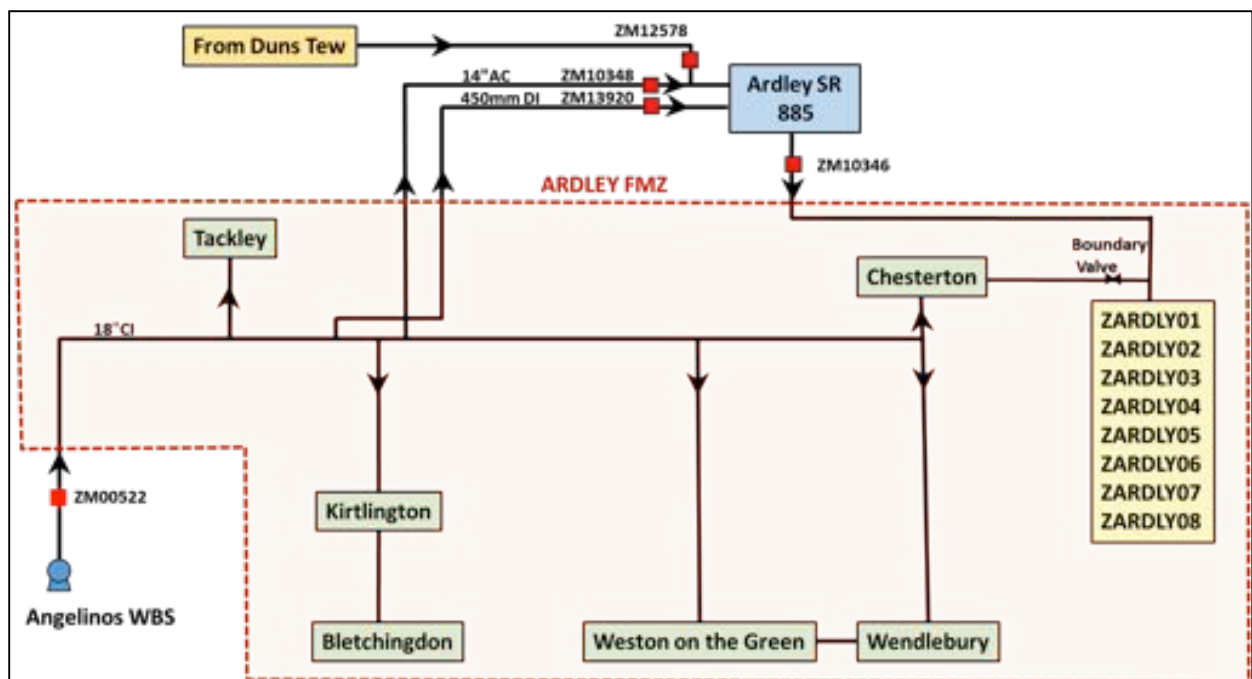 From Duns Tew
ZM12578
14"AC
ZM10348
450mm DI
ZM13920
Ardley SR
885
ZM10346
ARDLEY FMZ
Tackley
Boundary
Valve
Chesterton
18"CI
ZARDLY01
ZARDLY02
ZARDLY03
ZARDLY04
ZARDLY05
ZARDLY06
ZARDLY07
ZARDLY08
ZM00522
Kirtlington
Angelinos WBS
Bletchingdon
Weston on the Green
Wendlebury